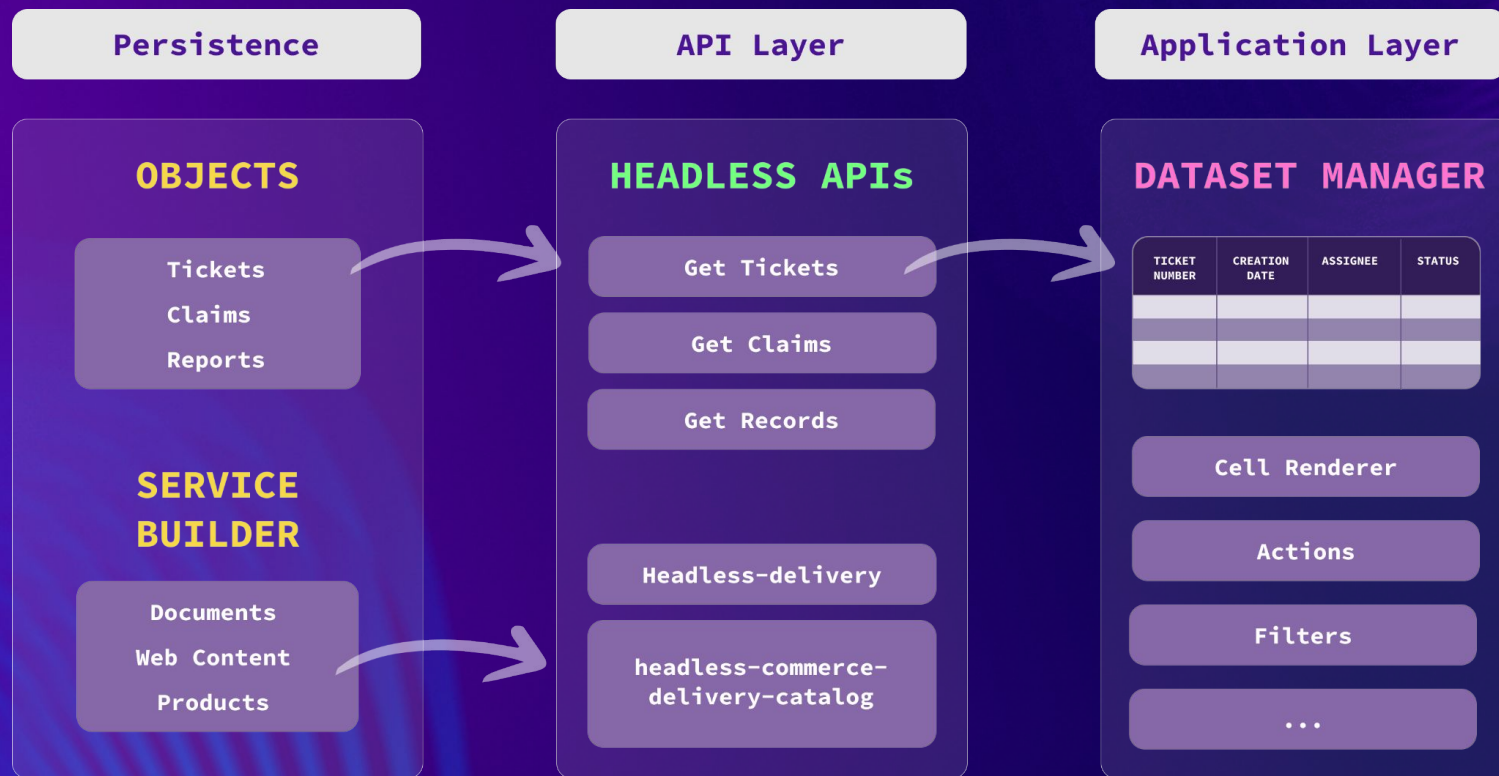 Persistence
API Layer
Application Layer
OBJECTS
Tickets
Claims
Reports
SERVICE
BUILDER
Documents
Web Content
Products
HEADLESS APIs
Get Tickets
Get Claims
Get Records
Headless-delivery
headless-commerce-
delivery-catalog
DATASET MANAGER
TICKET
NUMBER
CREATION
DATE
ASSIGNEE
STATUS
Cell Renderer
Actions
Filters
...